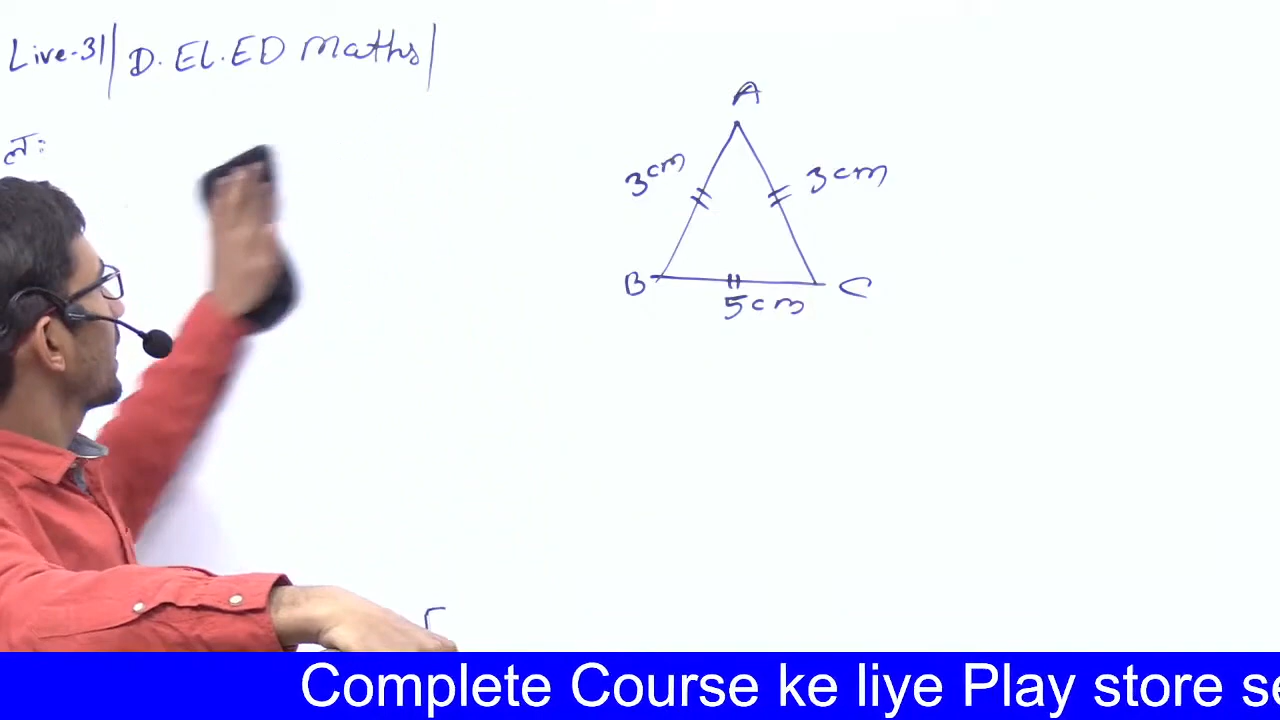 Live-31 | D. EL. ED Maths |
A
3cm 3cm
B C
5cm
Complete Course ke liye Play store se